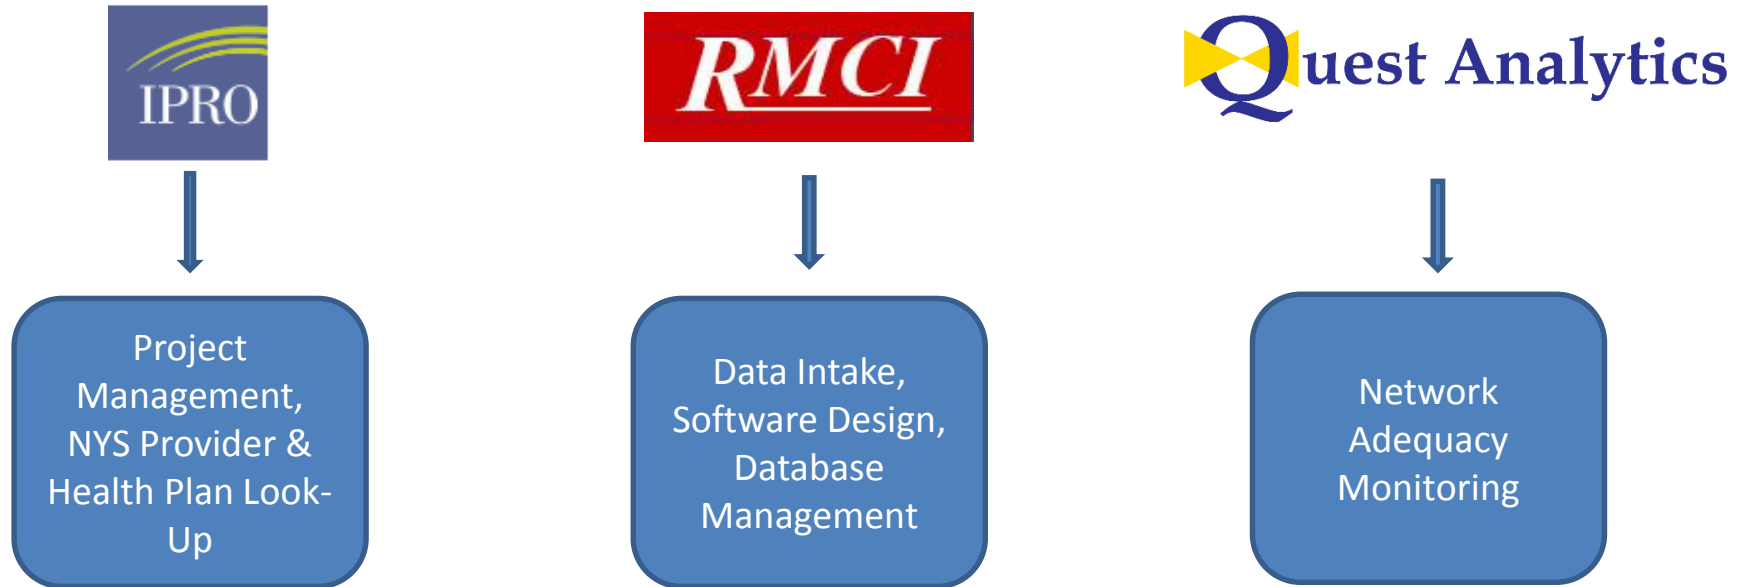 IPRO
RMCI
Quest Analytics
Project
Management,
NYS Provider &
Health Plan Look-
Up
Data Intake,
Software Design,
Database
Management
Network
Adequacy
Monitoring